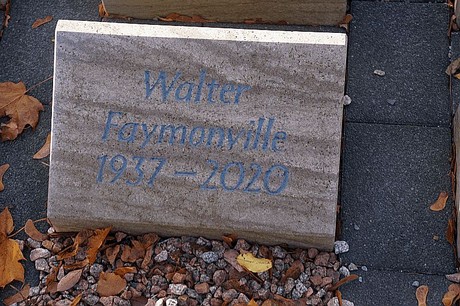 Walter
Faymonville
1937 – 2020